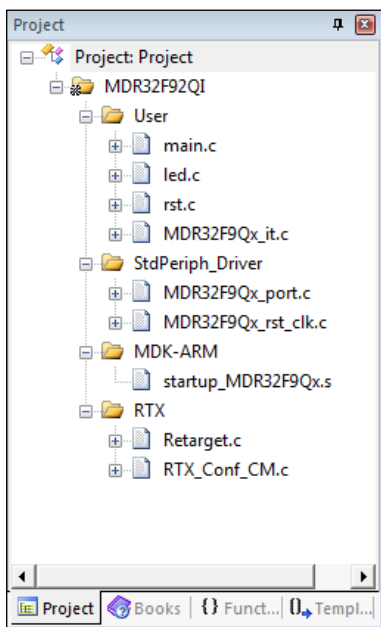 Project
Project: Project
MDR32F92QI
User
main.c
led.c
rst.c
MDR32F9Qx_it.c
StdPeriph_Driver
MDR32F9Qx_port.c
MDR32F9Qx_rst_clk.c
MDK-ARM
startup_MDR32F9Qx.s
RTX
Retarget.c
RTX_Conf_CM.c
Project Books {} Funct... 0 Templ...